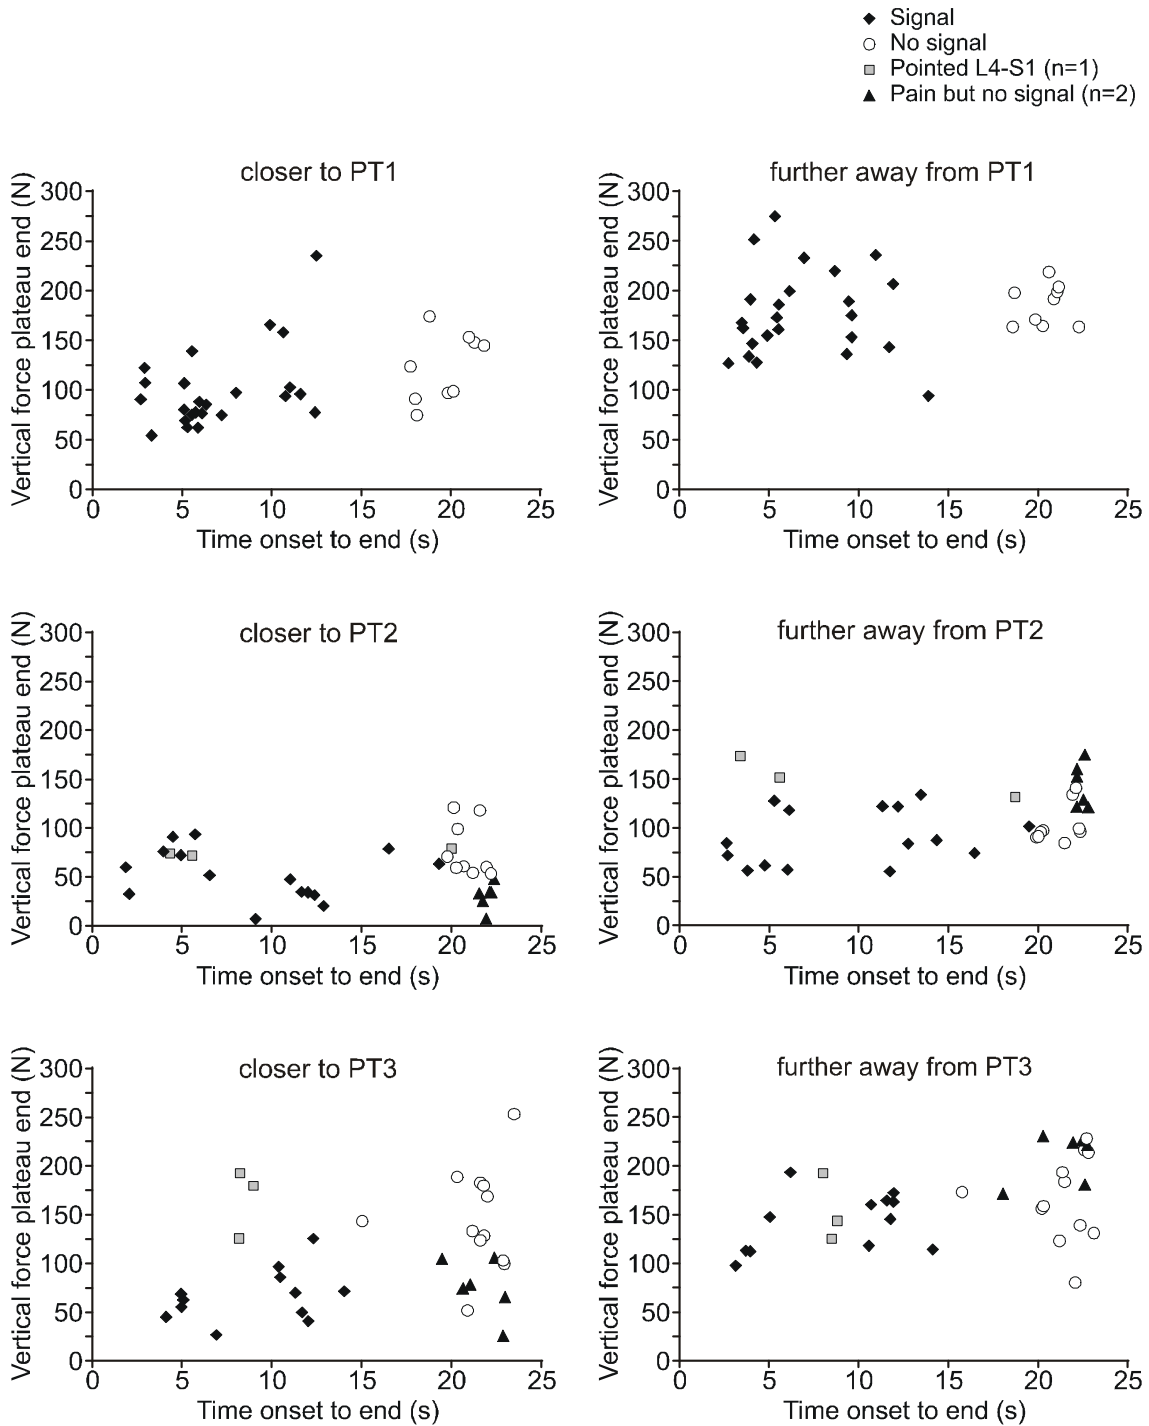 Signal
No signal
Pointed L4-S1 (n=1)
Pain but no signal (n=2)
closer to PT1
Vertical force plateau end (N)
300
250
200
150
100
50
0
0 5 10 15 20 25
Time onset to end (s)
further away from PT1
Vertical force plateau end (N)
300
250
200
150
100
50
0
0 5 10 15 20 25
Time onset to end (s)
closer to PT2
Vertical force plateau end (N)
300
250
200
150
100
50
0
0 5 10 15 20 25
Time onset to end (s)
further away from PT2
Vertical force plateau end (N)
300
250
200
150
100
50
0
0 5 10 15 20 25
Time onset to end (s)
closer to PT3
Vertical force plateau end (N)
300
250
200
150
100
50
0
0 5 10 15 20 25
Time onset to end (s)
further away from PT3
Vertical force plateau end (N)
300
250
200
150
100
50
0
0 5 10 15 20 25
Time onset to end (s)